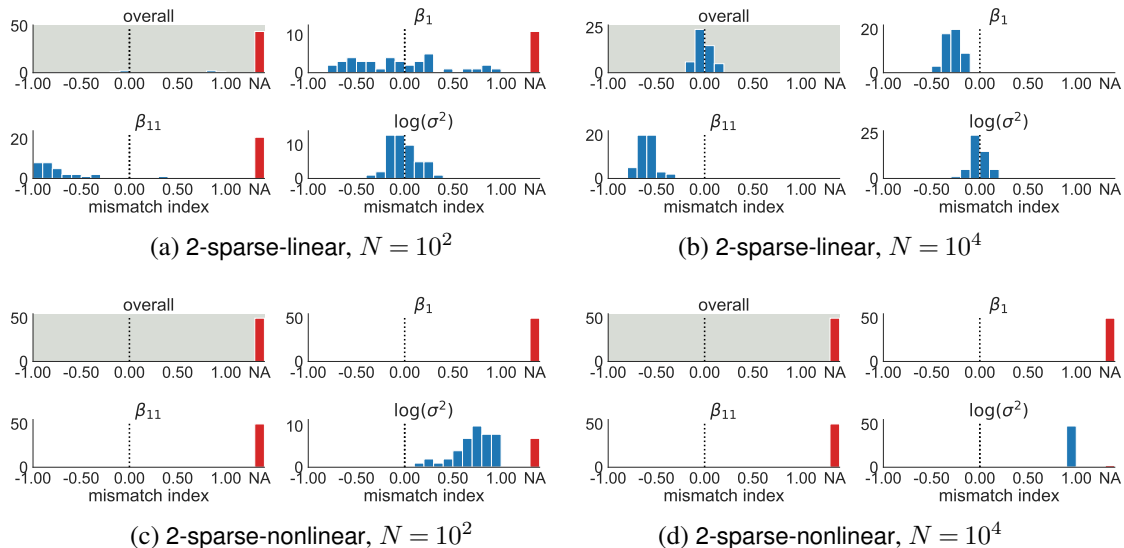 overall
50
0
-1.00 -0.50 0.00 0.50 1.00 NA
β₁
10
0
-1.00 -0.50 0.00 0.50 1.00 NA
β₁₁
20
0
-1.00 -0.50 0.00 0.50 1.00 NA
mismatch index
log(σ²)
10
0
-1.00 -0.50 0.00 0.50 1.00 NA
mismatch index
(a) 2-sparse-linear, N = 10²
overall
25
0
-1.00 -0.50 0.00 0.50 1.00 NA
β₁
20
0
-1.00 -0.50 0.00 0.50 1.00 NA
β₁₁
20
0
-1.00 -0.50 0.00 0.50 1.00 NA
mismatch index
log(σ²)
25
0
-1.00 -0.50 0.00 0.50 1.00 NA
mismatch index
(b) 2-sparse-linear, N = 10⁴
overall
50
0
-1.00 -0.50 0.00 0.50 1.00 NA
β₁
50
0
-1.00 -0.50 0.00 0.50 1.00 NA
β₁₁
50
0
-1.00 -0.50 0.00 0.50 1.00 NA
mismatch index
log(σ²)
10
0
-1.00 -0.50 0.00 0.50 1.00 NA
mismatch index
(c) 2-sparse-nonlinear, N = 10²
overall
50
0
-1.00 -0.50 0.00 0.50 1.00 NA
β₁
50
0
-1.00 -0.50 0.00 0.50 1.00 NA
β₁₁
50
0
-1.00 -0.50 0.00 0.50 1.00 NA
mismatch index
log(σ²)
50
0
-1.00 -0.50 0.00 0.50 1.00 NA
mismatch index
(d) 2-sparse-nonlinear, N = 10⁴